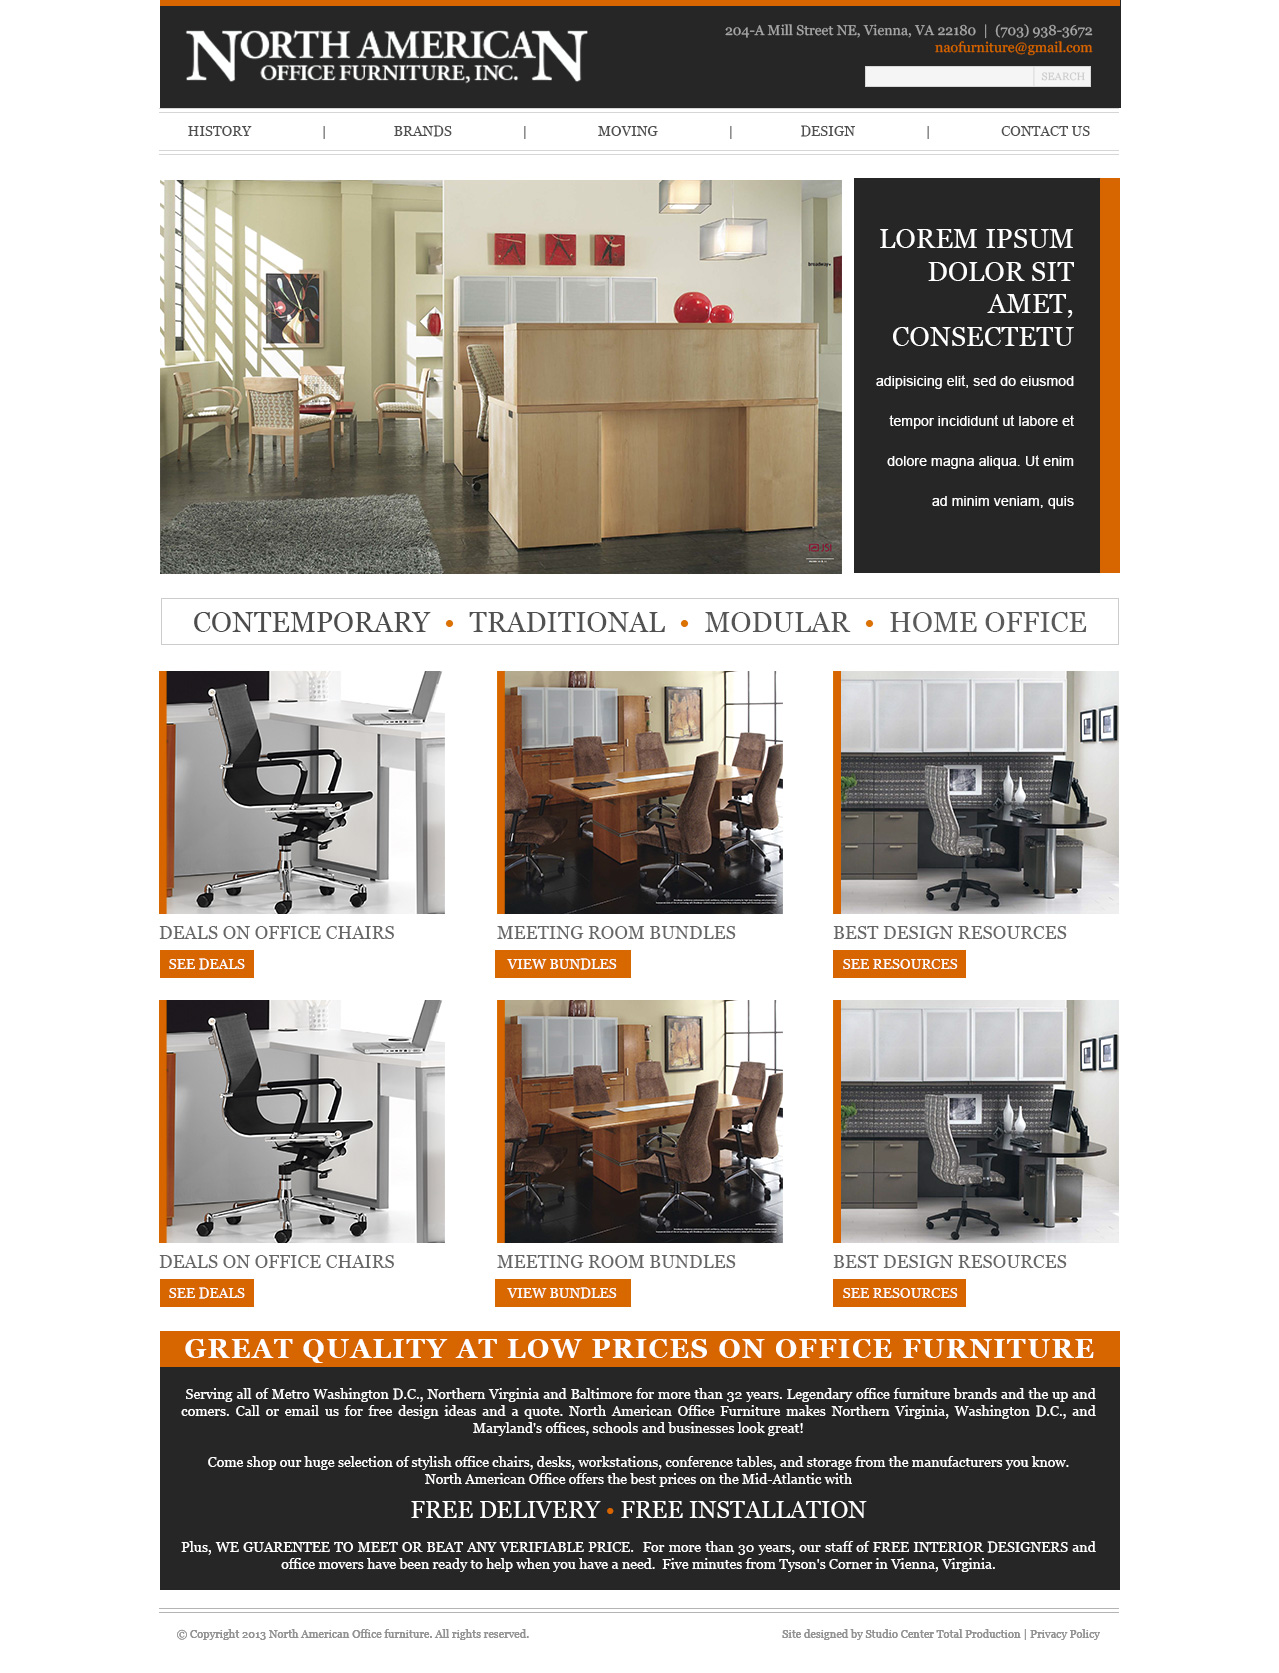 NORTH AMERICAN
OFFICE FURNITURE, INC.
204-A Mill Street NE, Vienna, VA 22180 | (703) 938-3672
naofurniture@gmail.com
SEARCH
HISTORY | BRANDS | MOVING | DESIGN | CONTACT US
LOREM IPSUM
DOLOR SIT
AMET,
CONSECTETU
adipisicing elit, sed do eiusmod
tempor incididunt ut labore et
dolore magna aliqua. Ut enim
ad minim veniam, quis
CONTEMPORARY • TRADITIONAL • MODULAR • HOME OFFICE
DEALS ON OFFICE CHAIRS
SEE DEALS
MEETING ROOM BUNDLES
VIEW BUNDLES
BEST DESIGN RESOURCES
SEE RESOURCES
DEALS ON OFFICE CHAIRS
SEE DEALS
MEETING ROOM BUNDLES
VIEW BUNDLES
BEST DESIGN RESOURCES
SEE RESOURCES
GREAT QUALITY AT LOW PRICES ON OFFICE FURNITURE
Serving all of Metro Washington D.C., Northern Virginia and Baltimore for more than 32 years. Legendary office furniture brands and the up and
comers. Call or email us for free design ideas and a quote. North American Office Furniture makes Northern Virginia, Washington D.C., and
Maryland's offices, schools and businesses look great!
Come shop our huge selection of stylish office chairs, desks, workstations, conference tables, and storage from the manufacturers you know.
North American Office offers the best prices on the Mid-Atlantic with
FREE DELIVERY • FREE INSTALLATION
Plus, WE GUARENTEE TO MEET OR BEAT ANY VERIFIABLE PRICE. For more than 30 years, our staff of FREE INTERIOR DESIGNERS and
office movers have been ready to help when you have a need. Five minutes from Tyson's Corner in Vienna, Virginia.
© Copyright 2013 North American Office furniture. All rights reserved.
Site designed by Studio Center Total Production | Privacy Policy